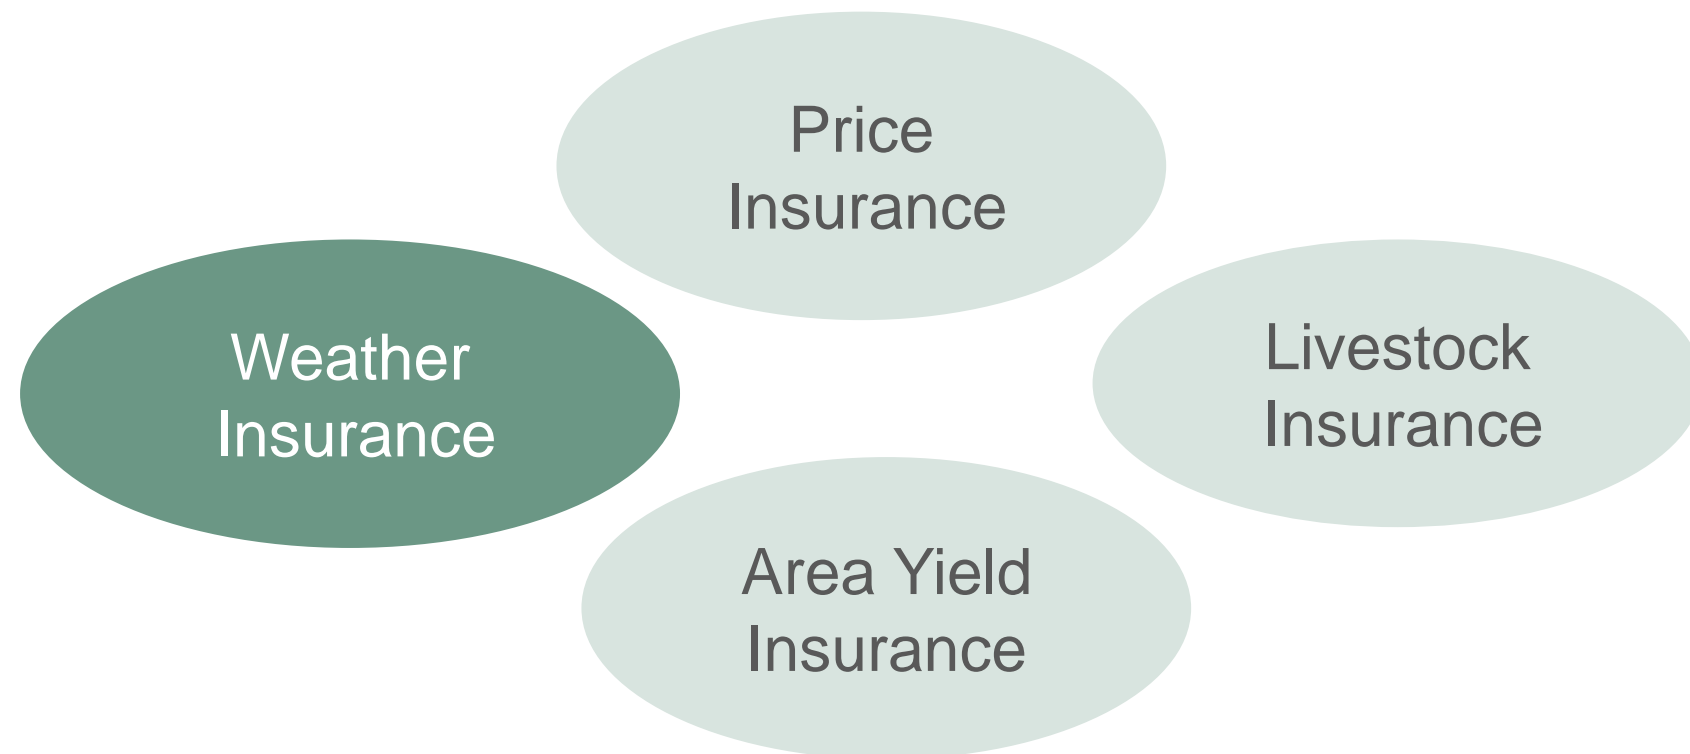 Price
Insurance
Weather
Insurance
Livestock
Insurance
Area Yield
Insurance